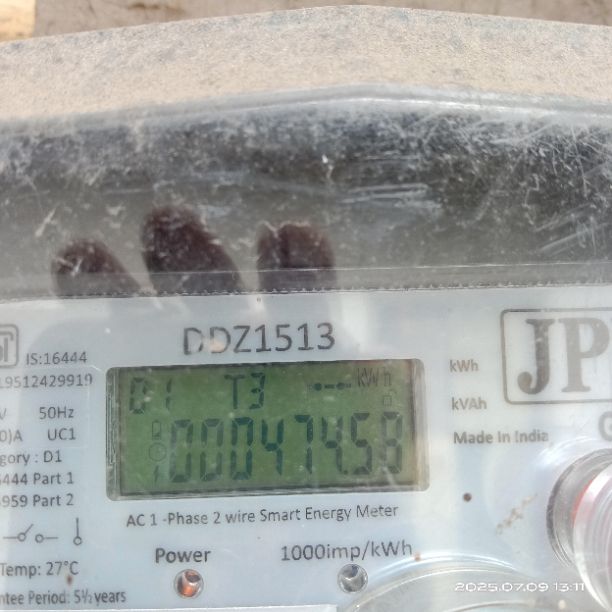 DDZ1513
IS:16444
19512429919
50Hz
UC1
gory : D1
444 Part 1
959 Part 2
Temp: 27°C
ntee Period: 5½ years
01 T3 kWh
00047458
kWh
kVAh
Made In India
JP
AC 1 -Phase 2 wire Smart Energy Meter
Power
1000imp/kWh
2025.07.09 13:11